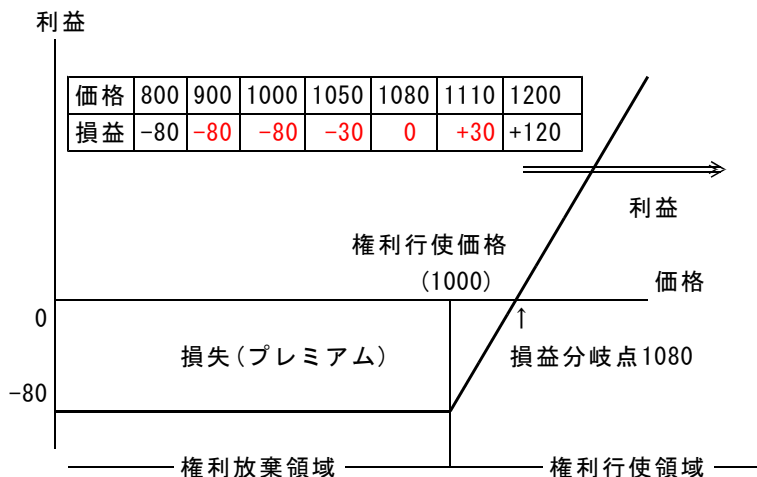 利益
価格 800 900 1000 1050 1080 1110 1200
損益 -80 -80 -80 -30 0 +30 +120
利益
権利行使価格
(1000)
価格
0
↑
損失(プレミアム)
損益分岐点1080
-80
権利放棄領域
権利行使領域